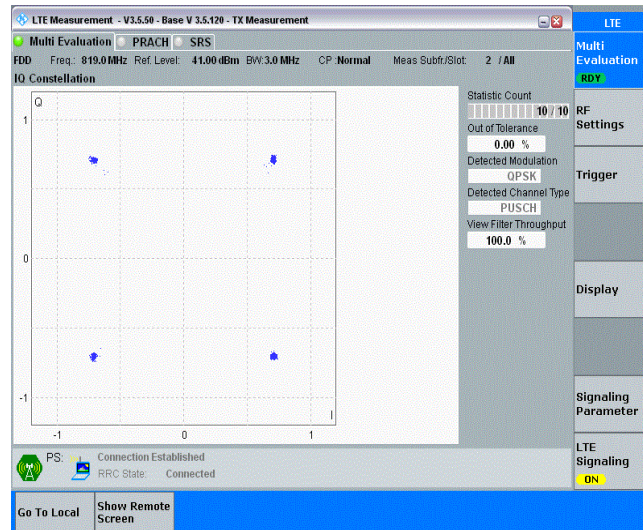 LTE Measurement - V3.5.50 - Base V 3.5.120 - TX Measurement
LTE
Multi Evaluation PRACH SRS
Multi
Evaluation
RDY
FDD Freq.: 819.0 MHz Ref. Level: 41.00 dBm BW: 3.0 MHz CP :Normal Meas Subfr./Slot: 2 / All
IQ Constellation
Q
1
0
-1
-1 0 1
I
Statistic Count
10 / 10
Out of Tolerance
0.00 %
Detected Modulation
QPSK
Detected Channel Type
PUSCH
View Filter Throughput
100.0 %
RF
Settings
Trigger
Display
Signaling
Parameter
LTE
Signaling
ON
PS: Connection Established
RRC State: Connected
Go To Local
Show Remote
Screen